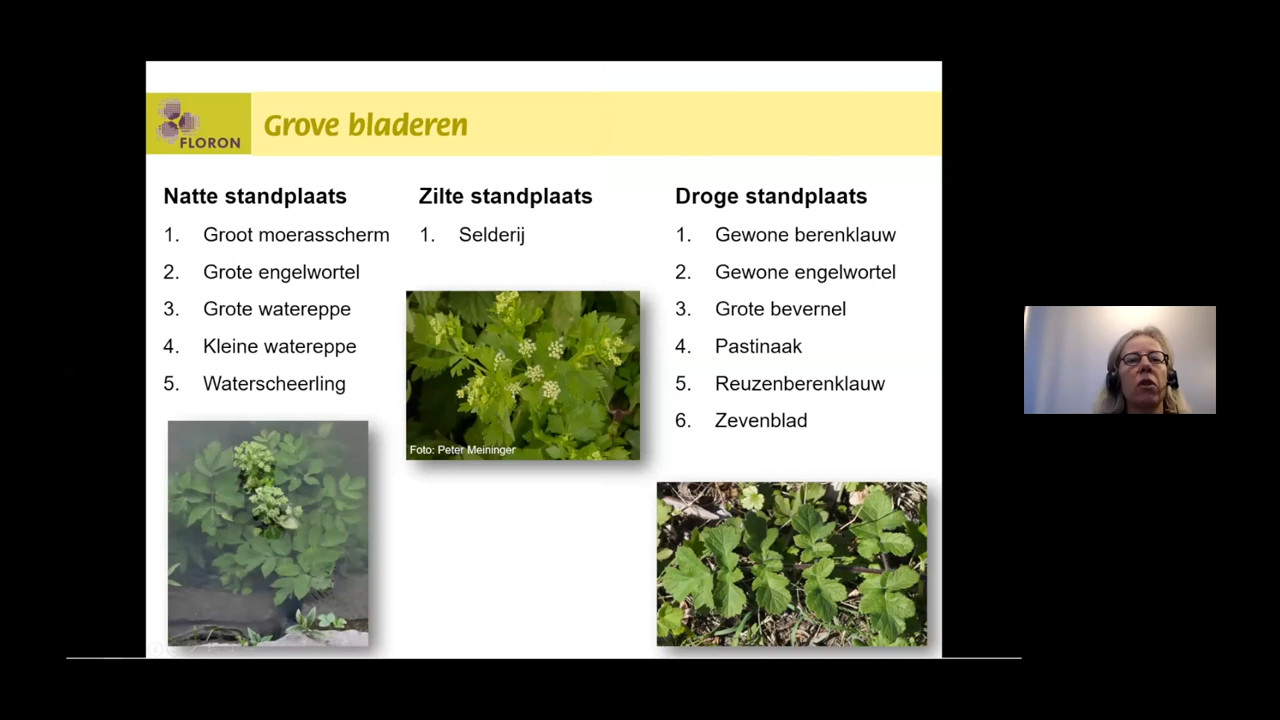 FLORON
Grove bladeren
Natte standplaats
1. Groot moerasscherm
2. Grote engelwortel
3. Grote watereppe
4. Kleine watereppe
5. Waterscheerling
Zilte standplaats
1. Selderij
Foto: Peter Meininger
Droge standplaats
1. Gewone berenklauw
2. Gewone engelwortel
3. Grote bevernel
4. Pastinaak
5. Reuzenberenklauw
6. Zevenblad